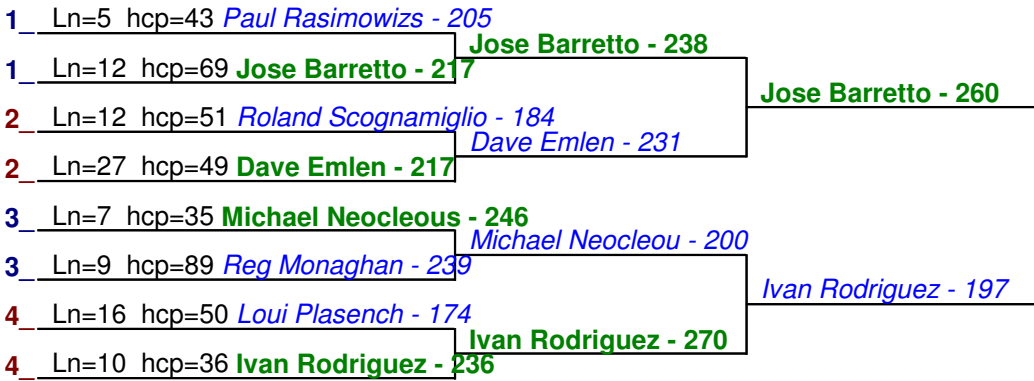 1_ Ln=5 hcp=43 Paul Rasimowizs - 205
Jose Barretto - 238
1_ Ln=12 hcp=69 Jose Barretto - 217
Jose Barretto - 260
2_ Ln=12 hcp=51 Roland Scognamiglio - 184
Dave Emlen - 231
2_ Ln=27 hcp=49 Dave Emlen - 217
3_ Ln=7 hcp=35 Michael Neocleous - 246
Michael Neocleou - 200
3_ Ln=9 hcp=89 Reg Monaghan - 239
Ivan Rodriguez - 197
4_ Ln=16 hcp=50 Loui Plasench - 174
Ivan Rodriguez - 270
4_ Ln=10 hcp=36 Ivan Rodriguez - 236